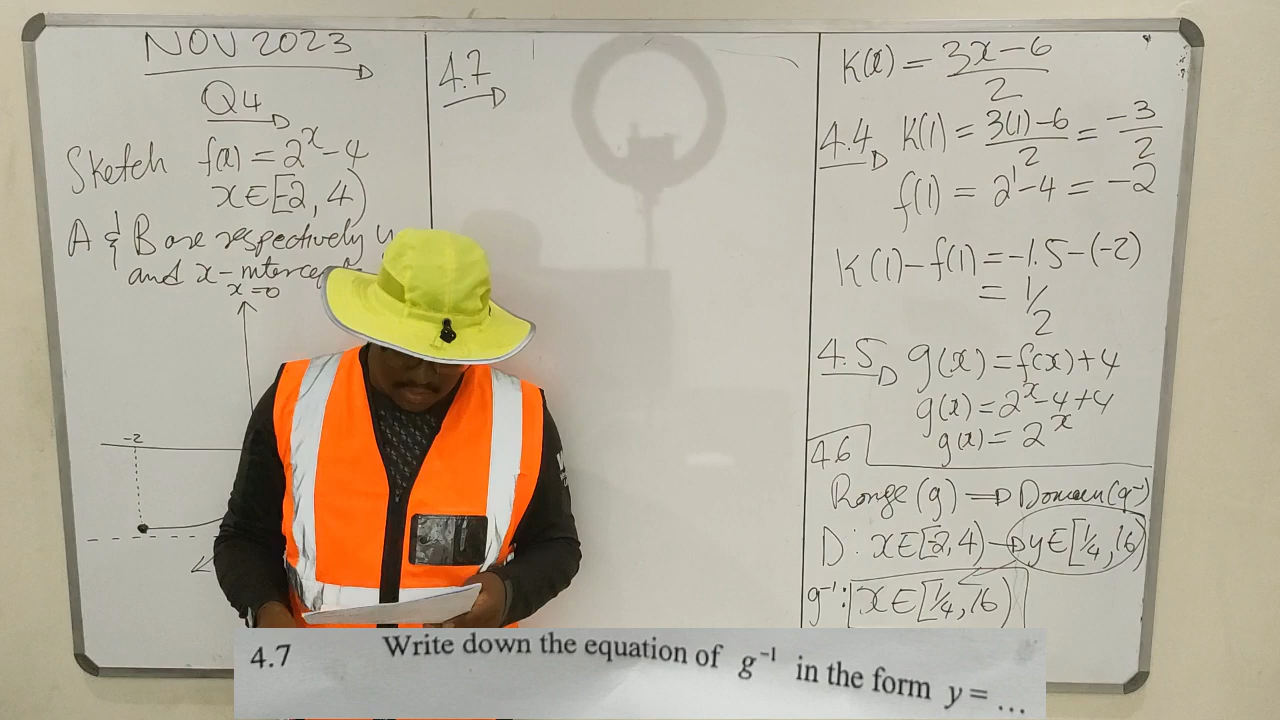 NOV 2023
Q4
Sketch f(x) = 2^x - 4
x ∈ [-2, 4)
A & B are respectively y
and x-intercept
x=0
-2
4.7
K(x) = (3x - 6)/2
4.4 K(1) = (3(1) - 6)/2 = -3/2
f(1) = 2^1 - 4 = -2
K(1) - f(1) = -1.5 - (-2)
= 1/2
4.5 g(x) = f(x) + 4
g(x) = 2^x - 4 + 4
g(x) = 2^x
4.6
Range (g) ⇒ Domain (g⁻¹)
D: x ∈ [-2, 4) → y ∈ [1/4, 16)
g⁻¹: x ∈ [1/4, 16)
4.7 Write down the equation of g⁻¹ in the form y = ...